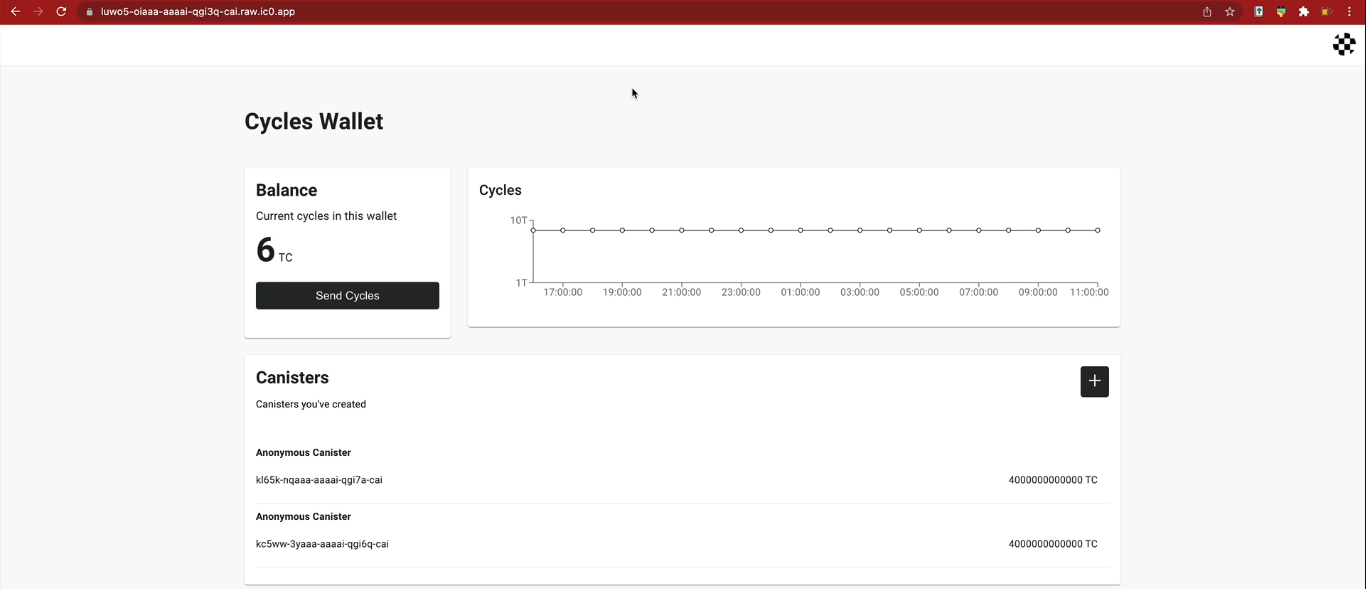 luwo5-oiaaa-aaaai-qgi3q-cai.raw.ic0.app
Cycles Wallet
Balance
Current cycles in this wallet
6 TC
Send Cycles
Cycles
10T
1T
17:00:00 19:00:00 21:00:00 23:00:00 01:00:00 03:00:00 05:00:00 07:00:00 09:00:00 11:00:00
Canisters
+
Canisters you've created
Anonymous Canister
kl65k-nqaaa-aaaai-qgi7a-cai 4000000000000 TC
Anonymous Canister
kc5ww-3yaaa-aaaai-qgi6q-cai 4000000000000 TC